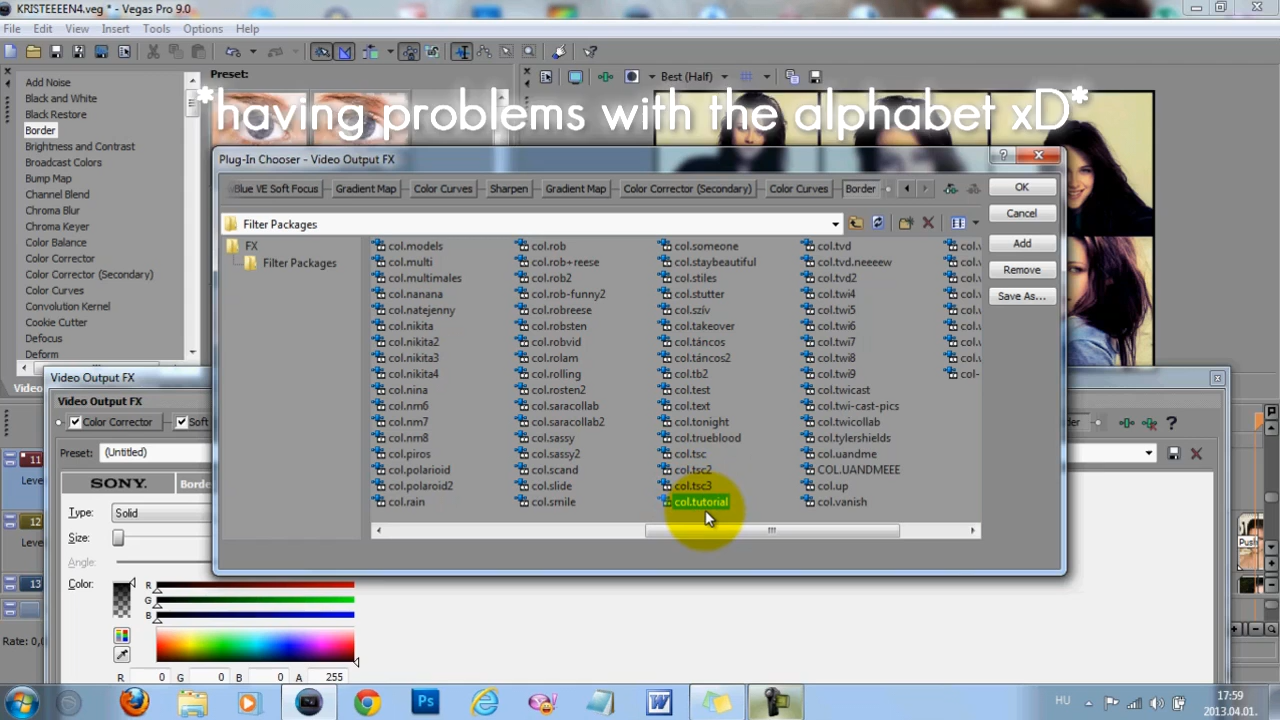 KRISTEEEEN4.veg * - Vegas Pro 9.0
File Edit View Insert Tools Options Help
Preset:
Best (Half)
*having problems with the alphabet xD*
Add Noise
Black and White
Black Restore
Border
Brightness and Contrast
Broadcast Colors
Bump Map
Channel Blend
Chroma Blur
Chroma Keyer
Color Balance
Color Corrector
Color Corrector (Secondary)
Color Curves
Convolution Kernel
Cookie Cutter
Defocus
Deform
Plug-In Chooser - Video Output FX
Blue VE Soft Focus Gradient Map Color Curves Sharpen Gradient Map Color Corrector (Secondary) Color Curves Border
Filter Packages
FX
Filter Packages
col.models
col.multi
col.multimales
col.nanana
col.natejenny
col.nikita
col.nikita2
col.nikita3
col.nikita4
col.nina
col.nm6
col.nm7
col.nm8
col.piros
col.polarioid
col.polaroid2
col.rain
col.rob
col.rob+reese
col.rob2
col.rob-funny2
col.robreese
col.robsten
col.robvid
col.rolam
col.rolling
col.rosten2
col.saracollab
col.saracollab2
col.sassy
col.sassy2
col.scand
col.slide
col.smile
col.someone
col.staybeautiful
col.stiles
col.stutter
col.szív
col.takeover
col.táncos
col.táncos2
col.tb2
col.test
col.text
col.tonight
col.trueblood
col.tsc
col.tsc2
col.tsc3
col.tutorial
col.tvd
col.tvd.neeeew
col.tvd2
col.twi4
col.twi5
col.twi6
col.twi7
col.twi8
col.twi9
col.twicast
col.twi-cast-pics
col.twicollab
col.tylershields
col.uandme
COL.UANDMEEE
col.up
col.vanish
OK
Cancel
Add
Remove
Save As...
Video Output FX
Video Output FX
Color Corrector Soft
Preset: (Untitled)
SONY. Border
Type: Solid
Size:
Angle:
Color: R
G
B
R 0 G 0 B 0 A 255
11
Level
12
Level
13
Rate: 0,0
HU
17:59
2013.04.01.